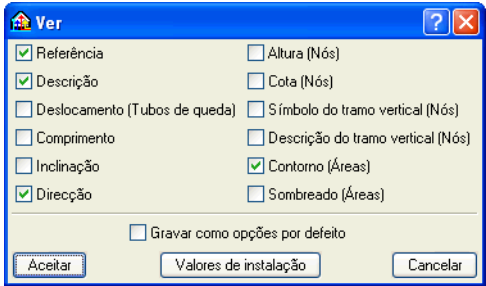 Ver
Referência
Altura (Nós)
Descrição
Cota (Nós)
Deslocamento (Tubos de queda)
Símbolo do tramo vertical (Nós)
Comprimento
Descrição do tramo vertical (Nós)
Inclinação
Contorno (Áreas)
Direcção
Sombreado (Áreas)
Gravar como opções por defeito
Aceitar
Valores de instalação
Cancelar